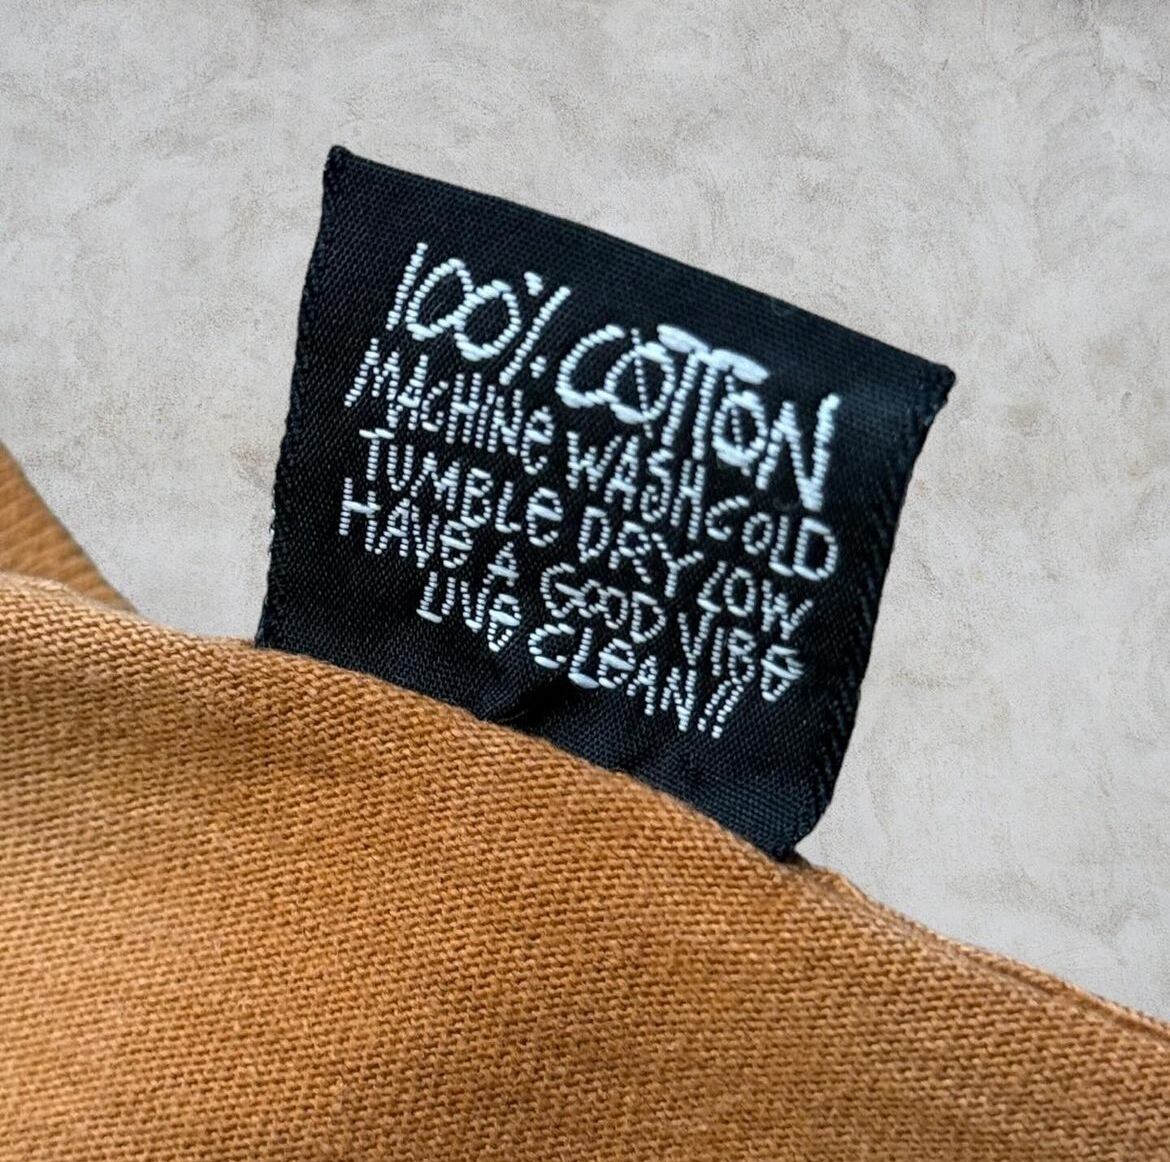 100% COTTON
MACHINe WASH COLD
TUMBLe DRY LOW
HAVe A GOOD VIBE
LIVe CLEAN!!